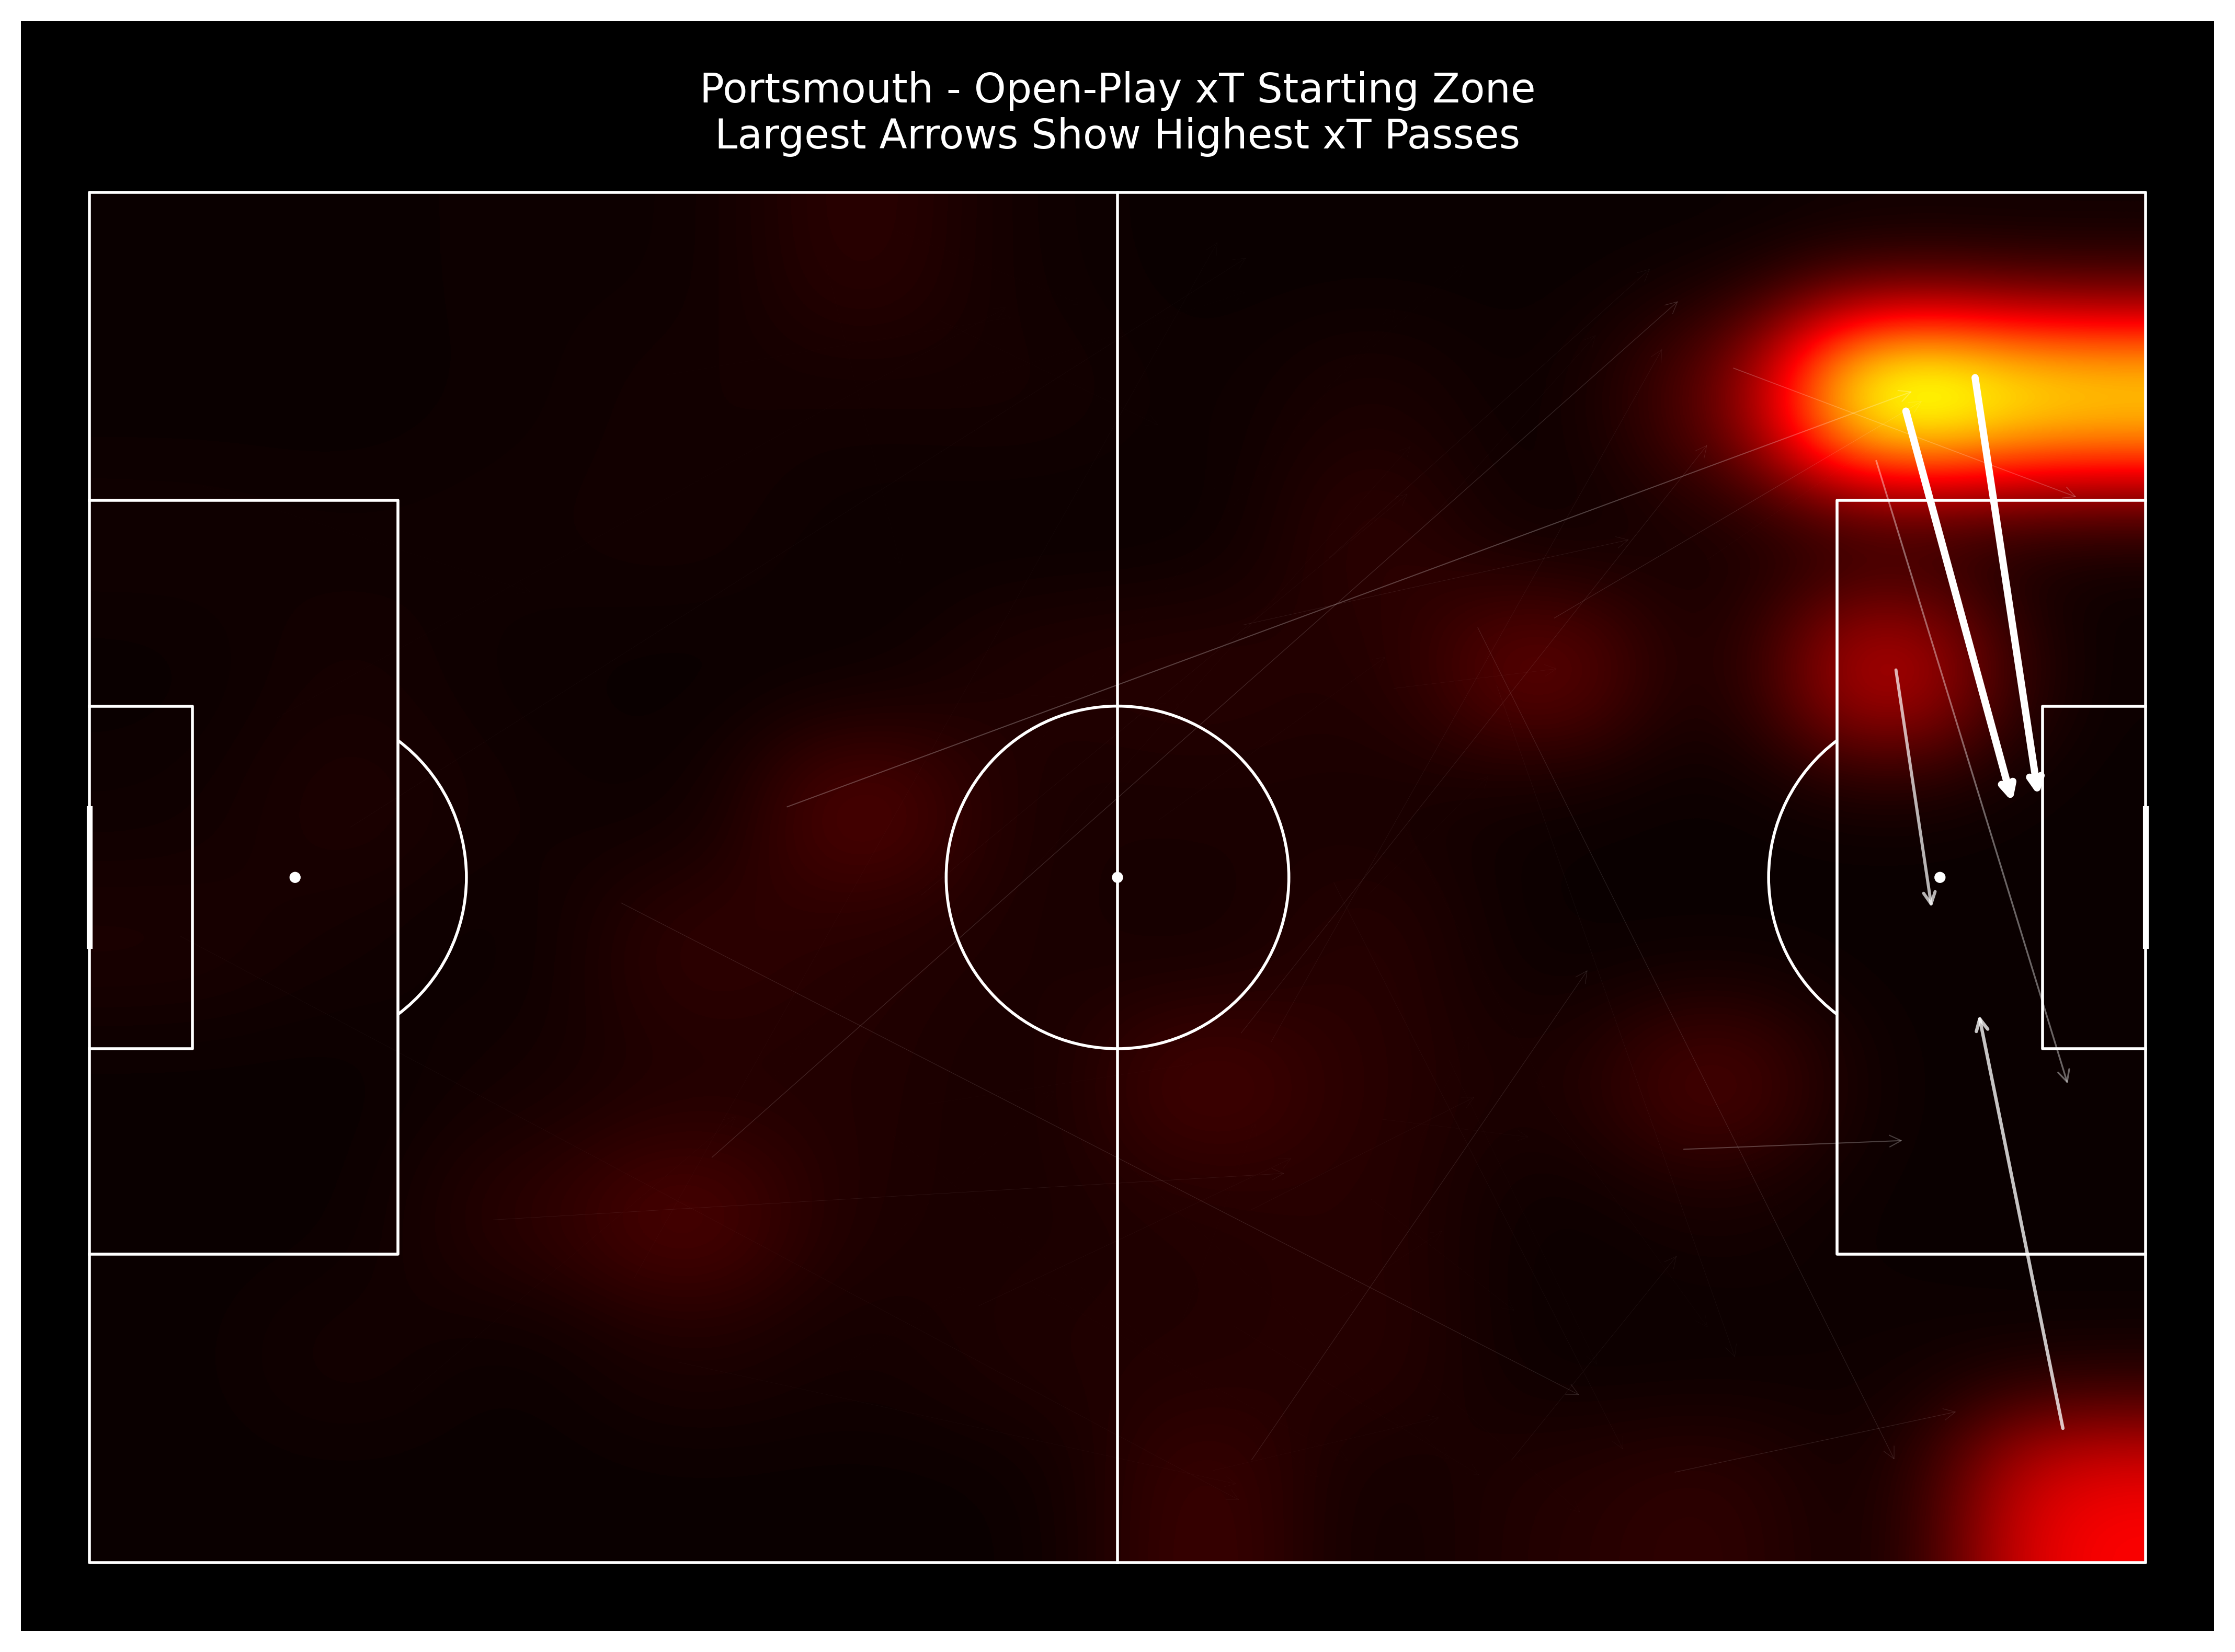 Portsmouth - Open-Play xT Starting Zone
Largest Arrows Show Highest xT Passes